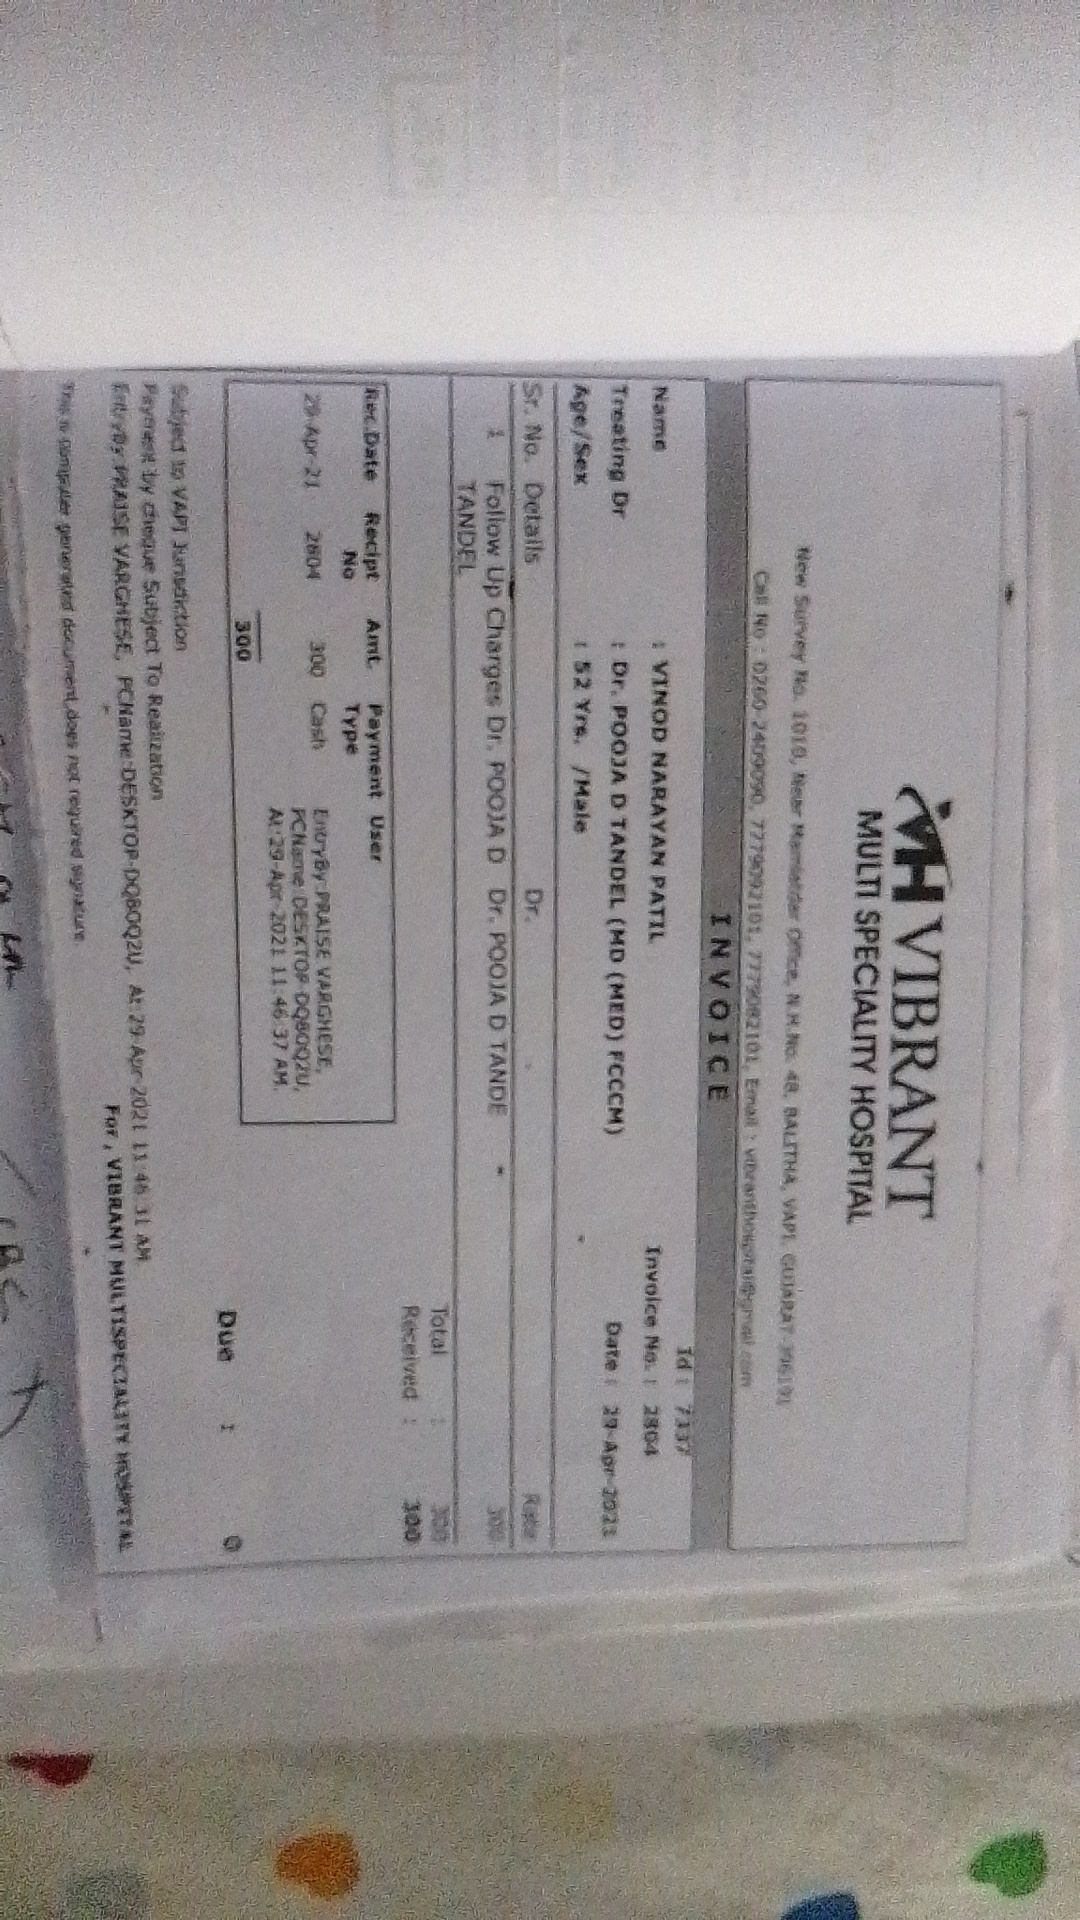 VH VIBRANT
MULTI SPECIALITY HOSPITAL
New Survey No. 1010, Near Mamlatdar Office, N.H.No. 48, BALITHA, VAPI, GUJARAT-396191
Call No : 0260-2409090, 7779092101, 7779082101, Email : vibranthospital@gmail.com
INVOICE
Id : 7337
Name : VINOD NARAYAN PATIL Invoice No. : 2804
Treating Dr : Dr. POOJA D TANDEL (MD (MED) FCCCM) Date : 29-Apr-2021
Age/Sex : 52 Yrs. /Male
Sr. No. Details Dr. Rate
1 Follow Up Charges Dr. POOJA D Dr. POOJA D TANDE 300
TANDEL
Total : 300
Received : 300
Rec.Date Recipt Amt. Payment User
No Type
29-Apr-21 2804 300 Cash EntryBy:PRAISE VARGHESE,
PCName:DESKTOP-DQ8OQ2U,
At:29-Apr-2021 11:46:37 AM.
300
Due : 0
Subject to VAPI Jurisdiction
Payment by cheque Subject To Realization
EntryBy:PRAISE VARGHESE, PCName:DESKTOP-DQ8OQ2U, At:29-Apr-2021 11:46:31 AM
For , VIBRANT MULTISPECIALITY HOSPITAL
This is Computer generated document,does not required signature.